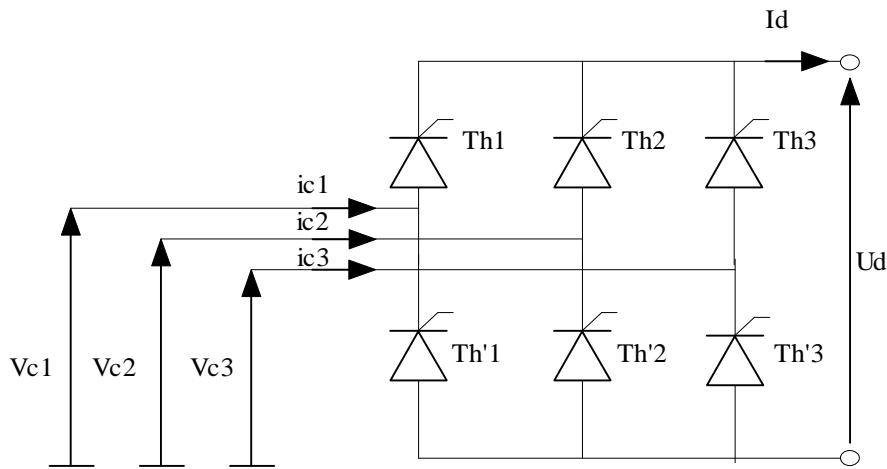 Id
Th1
Th2
Th3
ic1
ic2
ic3
Ud
Vc1
Vc2
Vc3
Th'1
Th'2
Th'3